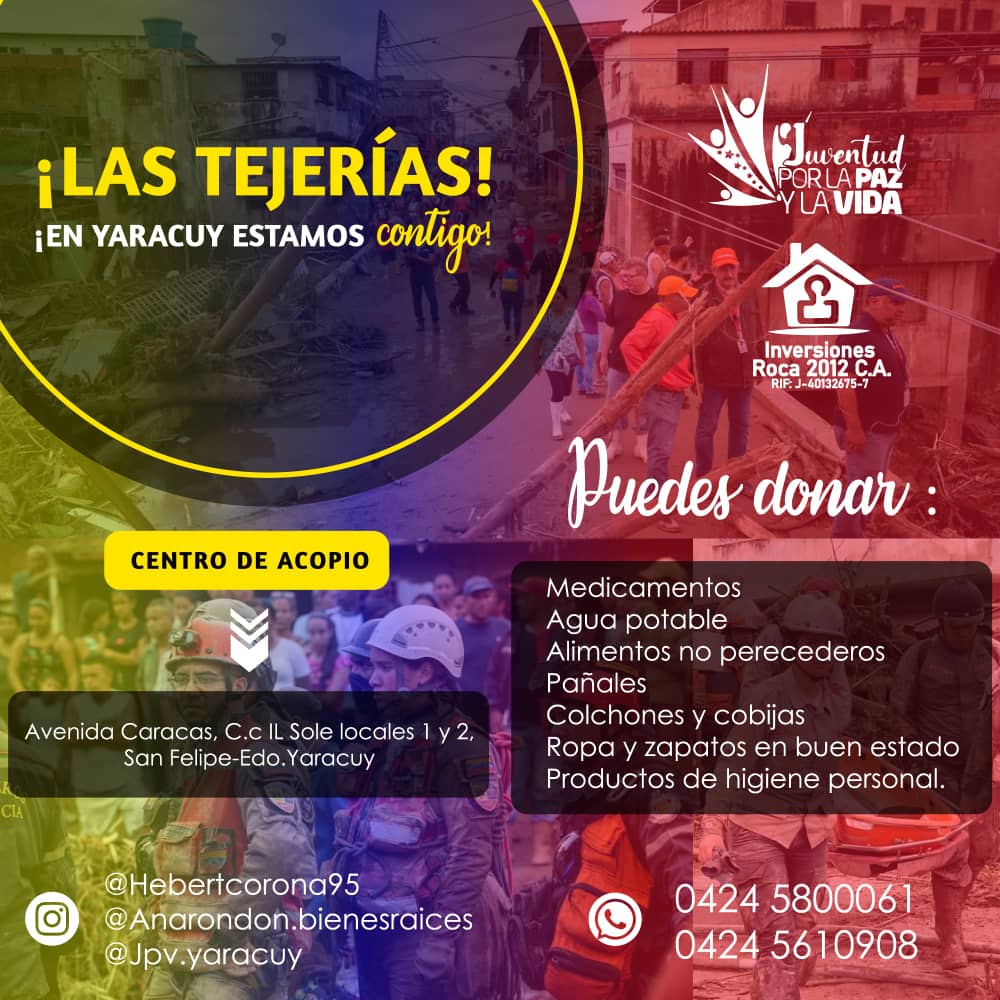 ¡LAS TEJERÍAS!
¡EN YARACUY ESTAMOS contigo!
Juventud
POR LA PAZ
Y LA VIDA
Inversiones
Roca 2012 C.A.
RIF: J-40132675-7
Puedes donar :
CENTRO DE ACOPIO
Avenida Caracas, C.c IL Sole locales 1 y 2,
San Felipe-Edo.Yaracuy
Medicamentos
Agua potable
Alimentos no perecederos
Pañales
Colchones y cobijas
Ropa y zapatos en buen estado
Productos de higiene personal.
@Hebertcorona95
@Anarondon.bienesraices
@Jpv.yaracuy
0424 5800061
0424 5610908